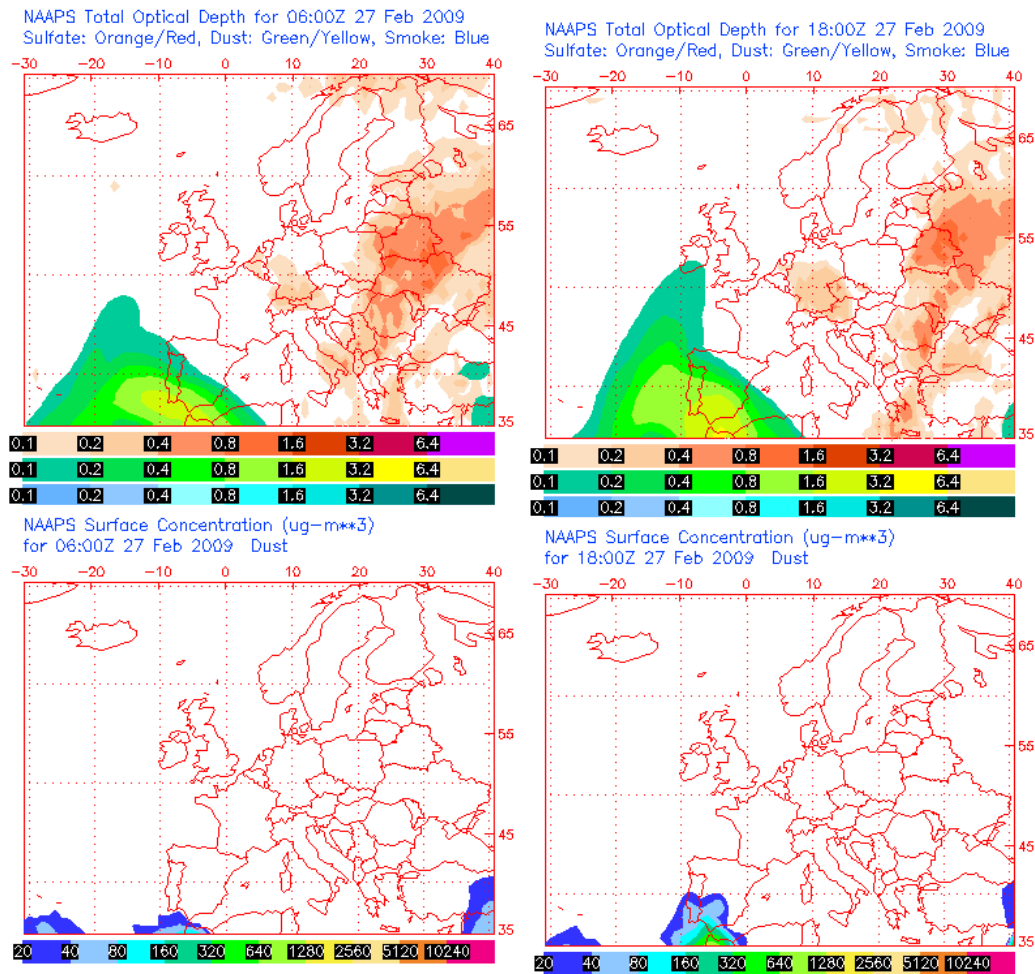 NAAPS Total Optical Depth for 06:00Z 27 Feb 2009
Sulfate: Orange/Red, Dust: Green/Yellow, Smoke: Blue
-30 -20 -10 0 10 20 30 40
65
55
45
35
0.1 0.2 0.4 0.8 1.6 3.2 6.4
0.1 0.2 0.4 0.8 1.6 3.2 6.4
0.1 0.2 0.4 0.8 1.6 3.2 6.4
NAAPS Total Optical Depth for 18:00Z 27 Feb 2009
Sulfate: Orange/Red, Dust: Green/Yellow, Smoke: Blue
-30 -20 -10 0 10 20 30 40
65
55
45
35
0.1 0.2 0.4 0.8 1.6 3.2 6.4
0.1 0.2 0.4 0.8 1.6 3.2 6.4
0.1 0.2 0.4 0.8 1.6 3.2 6.4
NAAPS Surface Concentration (ug-m**3)
for 06:00Z 27 Feb 2009 Dust
-30 -20 -10 0 10 20 30 40
65
55
45
35
20 40 80 160 320 640 1280 2560 5120 10240
NAAPS Surface Concentration (ug-m**3)
for 18:00Z 27 Feb 2009 Dust
-30 -20 -10 0 10 20 30 40
65
55
45
35
20 40 80 160 320 640 1280 2560 5120 10240